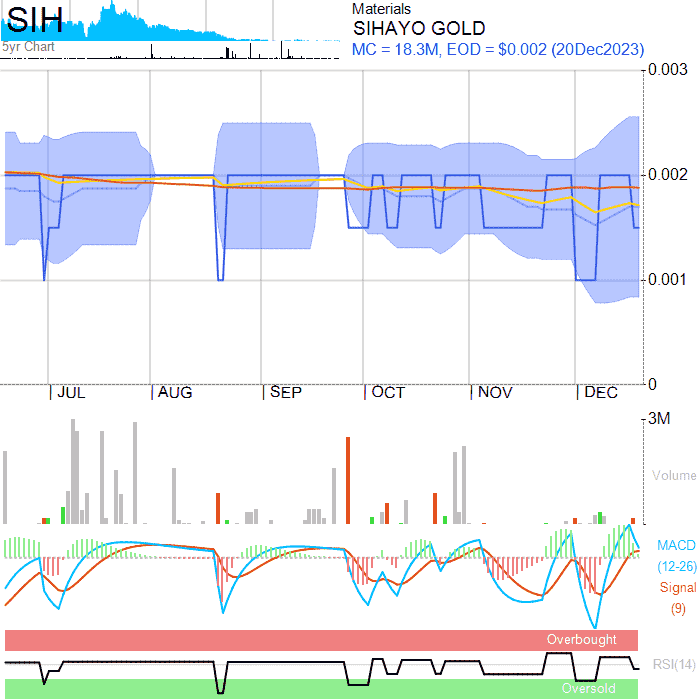 SIH
5yr Chart
Materials
SIHAYO GOLD
MC = 18.3M, EOD = $0.002 (20Dec2023)
0.003
0.002
0.001
0
JUL AUG SEP OCT NOV DEC
3M
Volume
MACD
(12-26)
Signal
(9)
Overbought
RSI(14)
Oversold